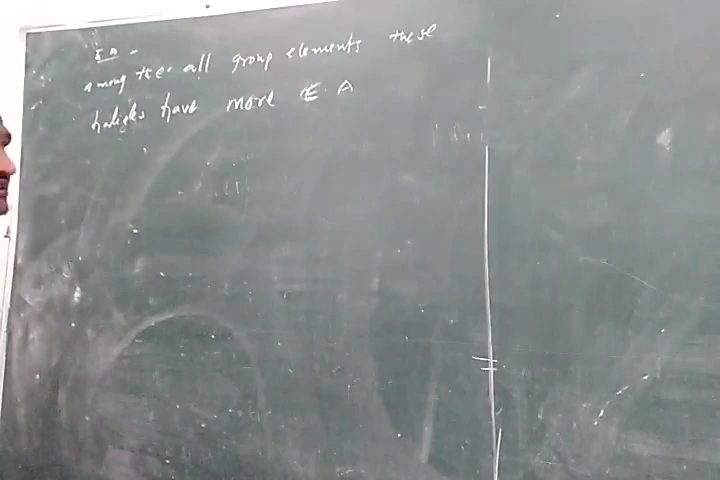 E A -
among the all group elements these
halides have more E. A